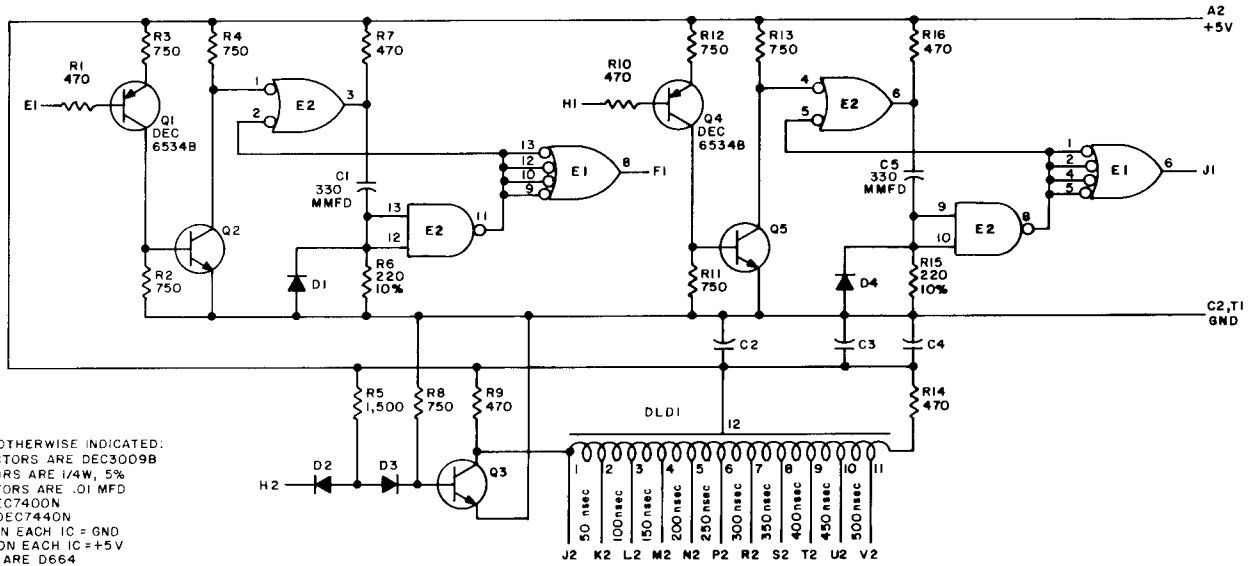 A2
+5V
R3
750
R4
750
R7
470
R12
750
R13
750
R16
470
R1
470
R10
470
E1
H1
Q1
DEC
6534B
Q4
DEC
6534B
1
2
E2
3
4
5
E2
6
C1
330
MMFD
C5
330
MMFD
13
12
10
9
E1
8
F1
1
2
4
5
E1
6
J1
13
12
E2
11
9
10
E2
8
Q2
Q5
R2
750
R11
750
D1
R6
220
10%
D4
R15
220
10%
C2,T1
GND
C2
C3
C4
R5
1,500
R8
750
R9
470
R14
470
DLD1
12
H2
D2
D3
Q3
1 2 3 4 5 6 7 8 9 10 11
50 nsec
100nsec
150 nsec
200 nsec
250 nsec
300 nsec
350 nsec
400 nsec
450 nsec
500 nsec
J2 K2 L2 M2 N2 P2 R2 S2 T2 U2 V2
OTHERWISE INDICATED:
CTORS ARE DEC3009B
ORS ARE 1/4W, 5%
TORS ARE .01 MFD
EC7400N
DEC7440N
N EACH IC = GND
ON EACH IC=+5V
ARE D664